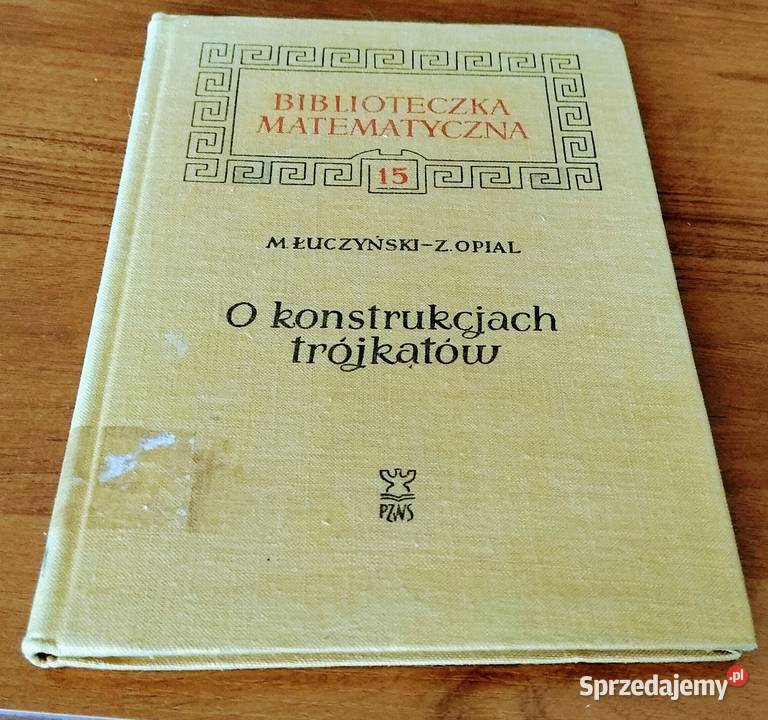 BIBLIOTECZKA
MATEMATYCZNA
15
M. ŁUCZYŃSKI–Z. OPIAL
O konstrukcjach
trójkątów
PZWS
Sprzedajemy.pl